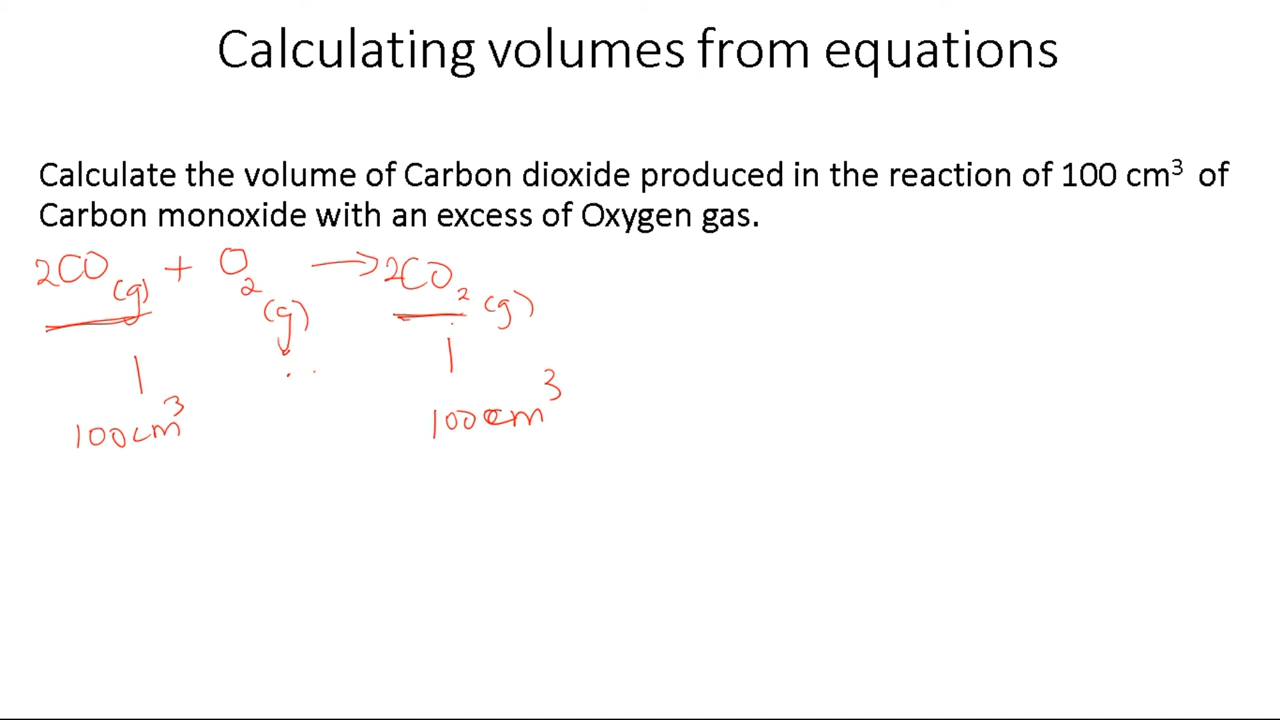 Calculating volumes from equations
Calculate the volume of Carbon dioxide produced in the reaction of 100 cm³ of
Carbon monoxide with an excess of Oxygen gas.
2CO(g) + O₂(g) → 2CO₂(g)
1 1
100cm³ 100cm³